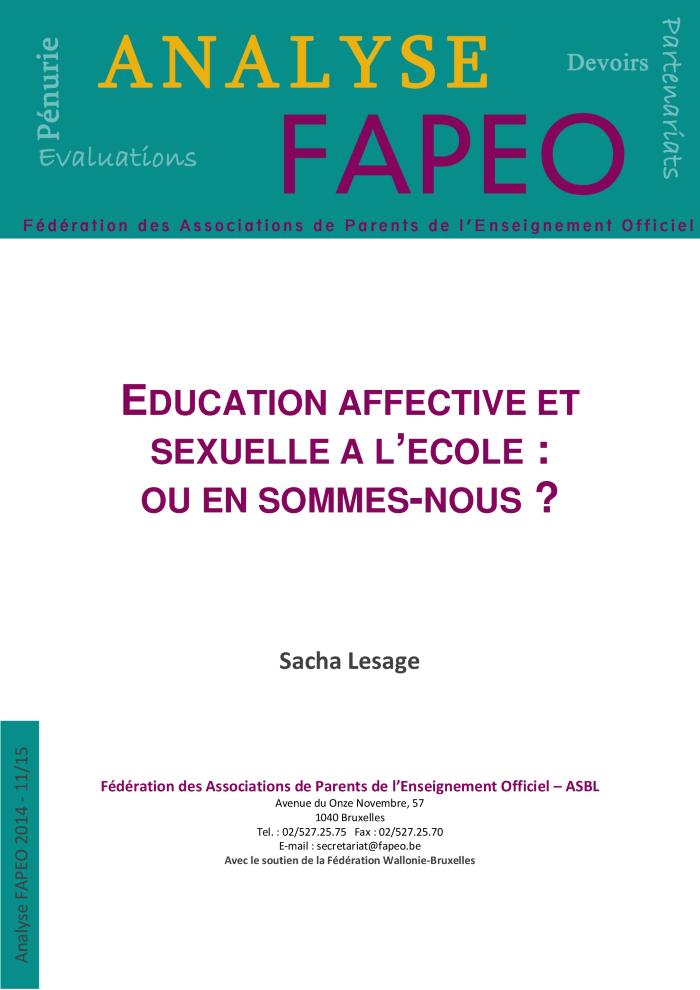 Pénurie
ANALYSE
Devoirs
Partenariats
Evaluations
FAPEO
Fédération des Associations de Parents de l'Enseignement Officiel
EDUCATION AFFECTIVE ET
SEXUELLE A L'ECOLE :
OU EN SOMMES-NOUS ?
Sacha Lesage
Analyse FAPEO 2014 - 11/15
Fédération des Associations de Parents de l'Enseignement Officiel – ASBL
Avenue du Onze Novembre, 57
1040 Bruxelles
Tel. : 02/527.25.75 Fax : 02/527.25.70
E-mail : secretariat@fapeo.be
Avec le soutien de la Fédération Wallonie-Bruxelles